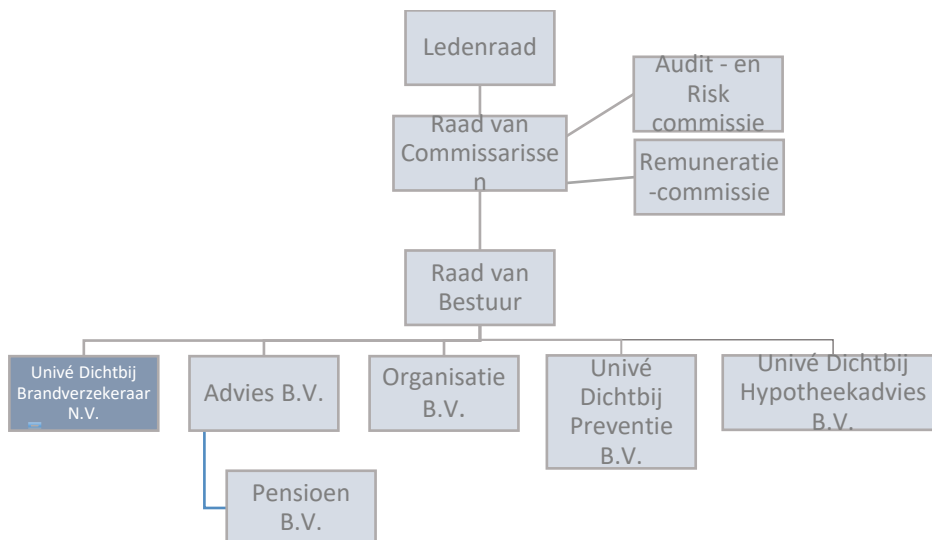 Ledenraad
Audit - en
Risk
commissie
Raad van
Commissarisse
n
Remuneratie
-commissie
Raad van
Bestuur
Univé Dichtbij
Brandverzekeraar
N.V.
Advies B.V.
Organisatie
B.V.
Univé
Dichtbij
Preventie
B.V.
Univé Dichtbij
Hypotheekadvies
B.V.
Pensioen
B.V.